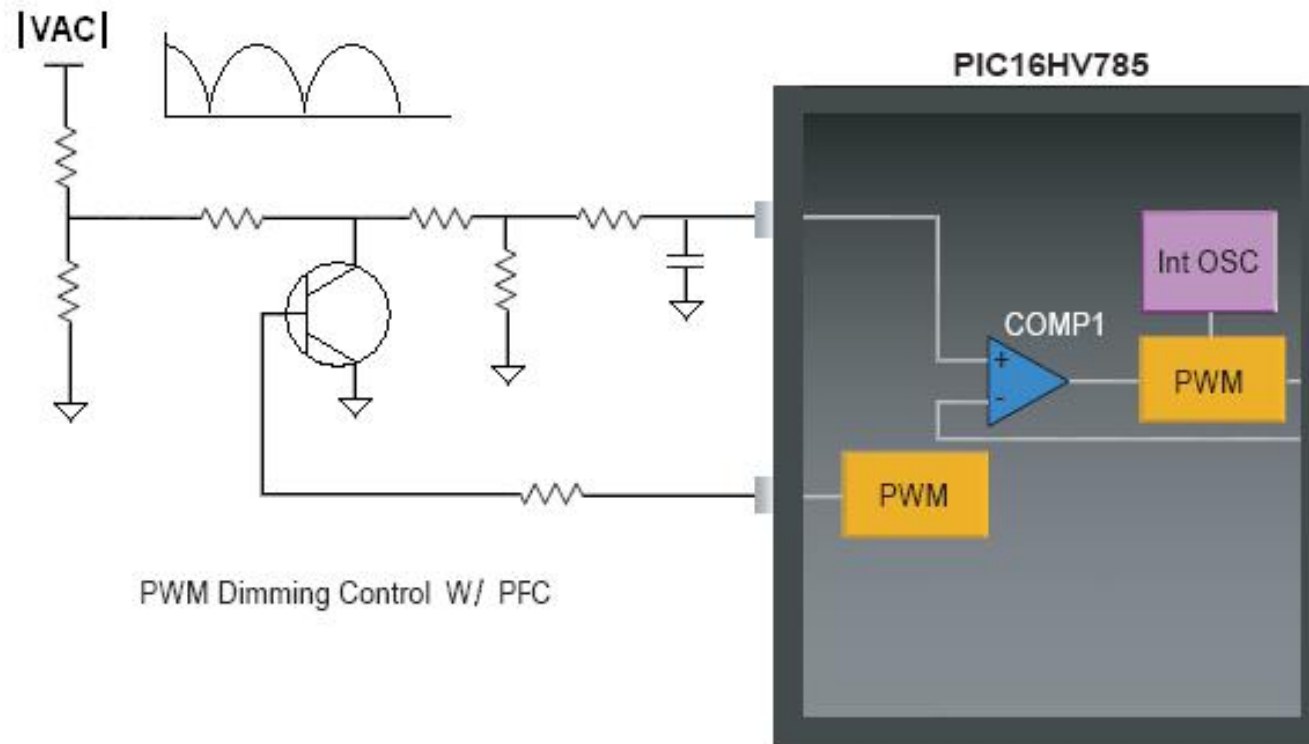 |VAC|
PIC16HV785
Int OSC
COMP1
+
PWM
-
PWM
PWM Dimming Control W/ PFC